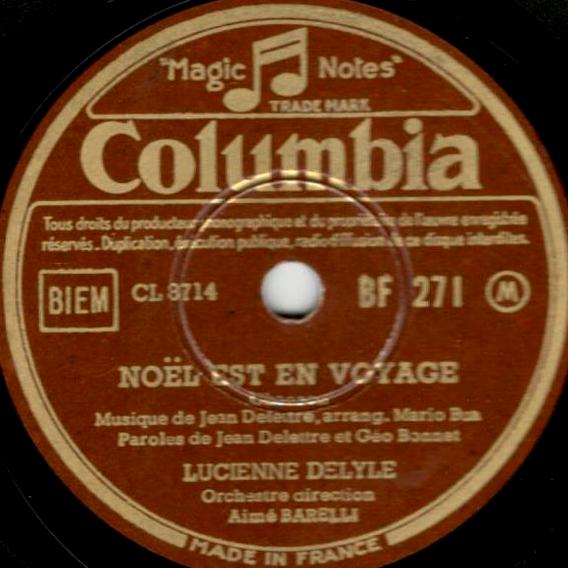 "Magic Notes"
TRADE MARK
Columbia
Tous droits du producteur phonographique et du propriétaire de l'œuvre enregistrée
réservés. Duplication, exécution publique, radiodiffusion de ce disque interdites.
BIEM CL 8714 BF 271 M
NOËL EST EN VOYAGE
Musique de Jean Delettre, arrang. Mario Bua
Paroles de Jean Delettre et Géo Bonnet
LUCIENNE DELYLE
Orchestre direction
Aimé BARELLI
MADE IN FRANCE